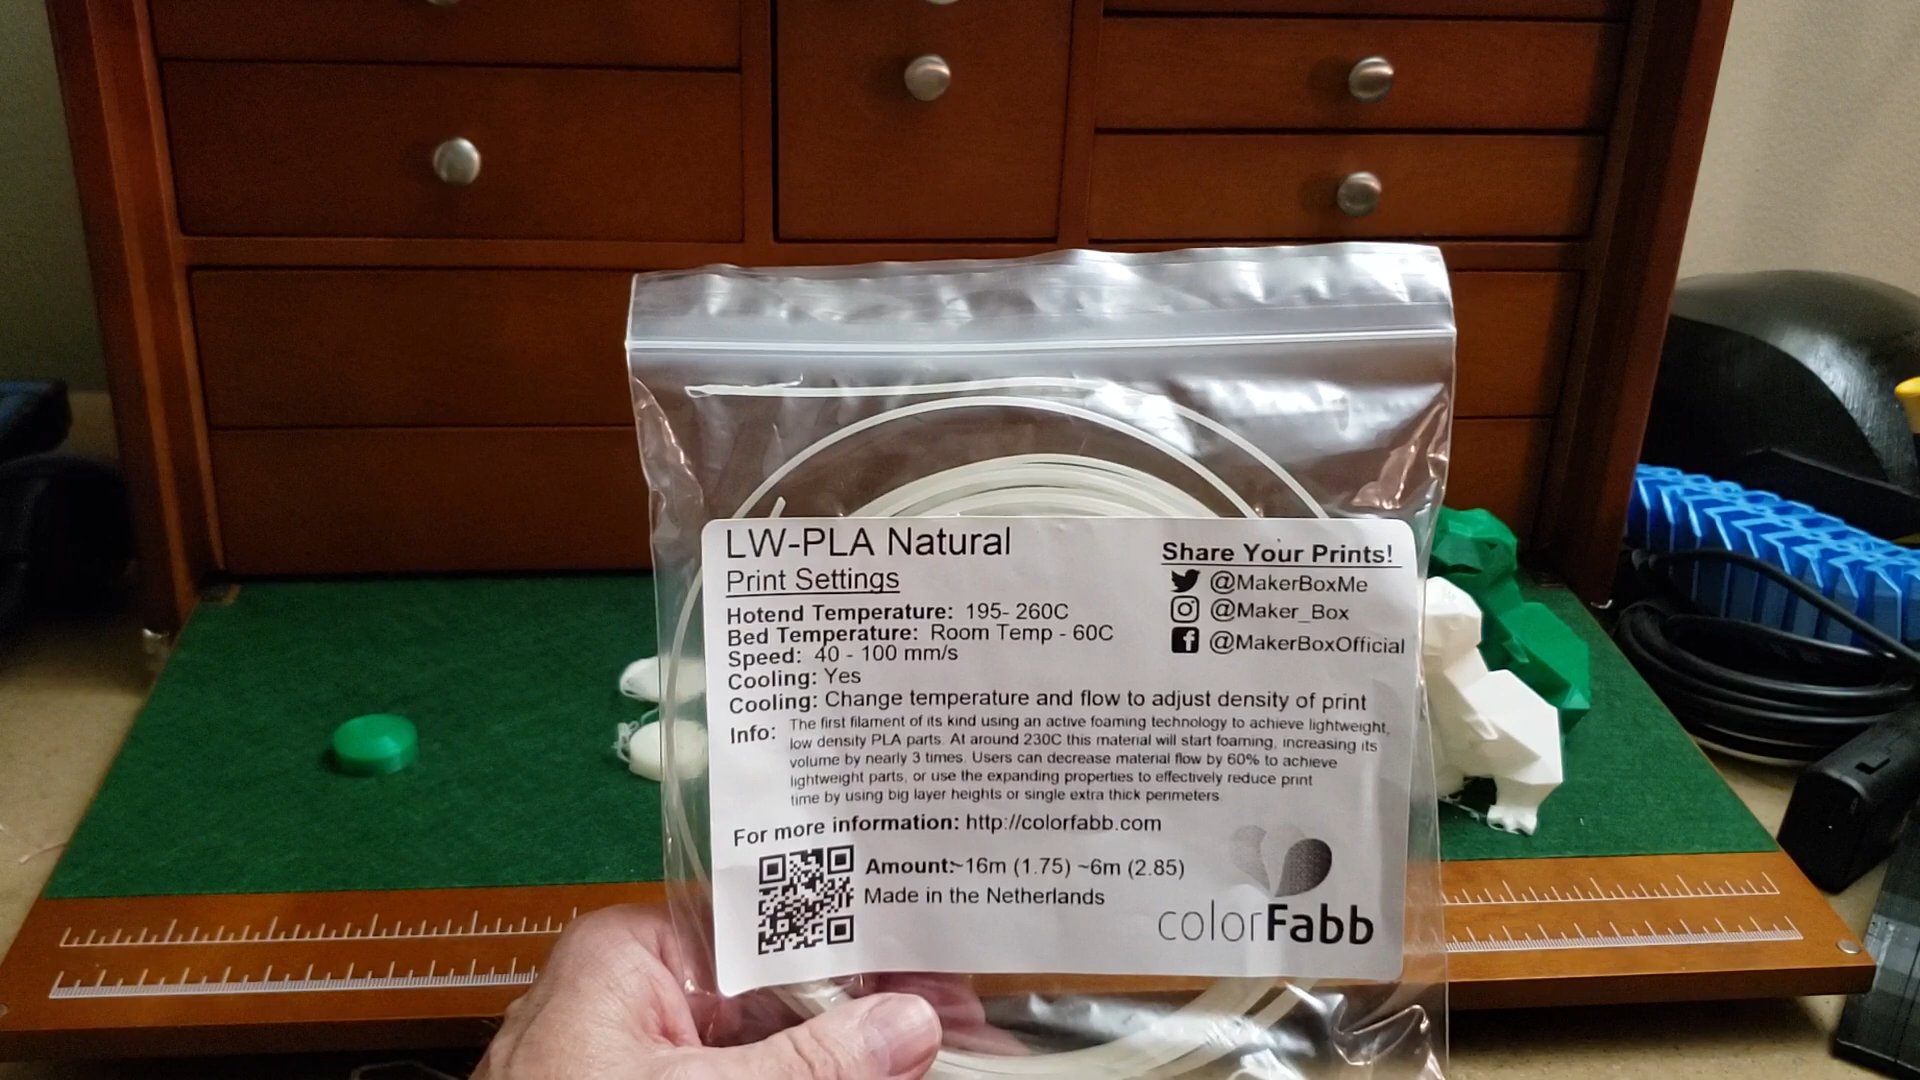 LW-PLA Natural
Print Settings
Hotend Temperature: 195- 260C
Bed Temperature: Room Temp - 60C
Speed: 40 - 100 mm/s
Cooling: Yes
Cooling: Change temperature and flow to adjust density of print
Info: The first filament of its kind using an active foaming technology to achieve lightweight,
low density PLA parts. At around 230C this material will start foaming, increasing its
volume by nearly 3 times. Users can decrease material flow by 60% to achieve
lightweight parts, or use the expanding properties to effectively reduce print
time by using big layer heights or single extra thick perimeters
Share Your Prints!
@MakerBoxMe
@Maker_Box
@MakerBoxOfficial
For more information: http://colorfabb.com
Amount:~16m (1.75) ~6m (2.85)
Made in the Netherlands
colorFabb